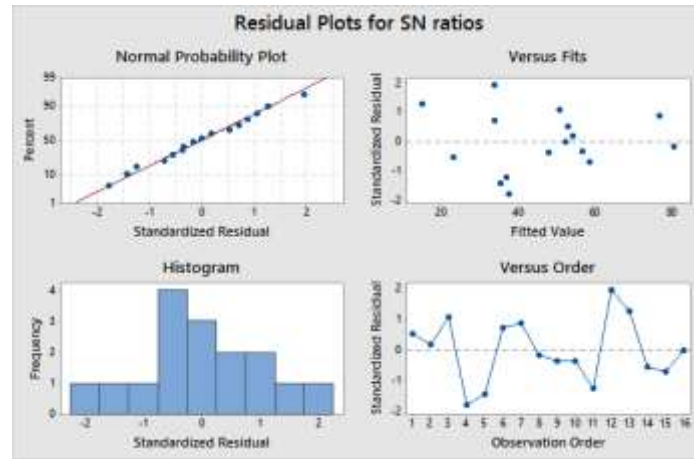 Residual Plots for SN ratios
Normal Probability Plot
Versus Fits
99
90
50
10
1
Percent
-2 -1 0 1 2
Standardized Residual
2
1
0
-1
-2
Standardized Residual
20 40 60 80
Fitted Value
Histogram
Versus Order
4
3
2
1
0
Frequency
-2 -1 0 1 2
Standardized Residual
2
1
0
-1
-2
Standardized Residual
1 2 3 4 5 6 7 8 9 10 11 12 13 14 15 16
Observation Order